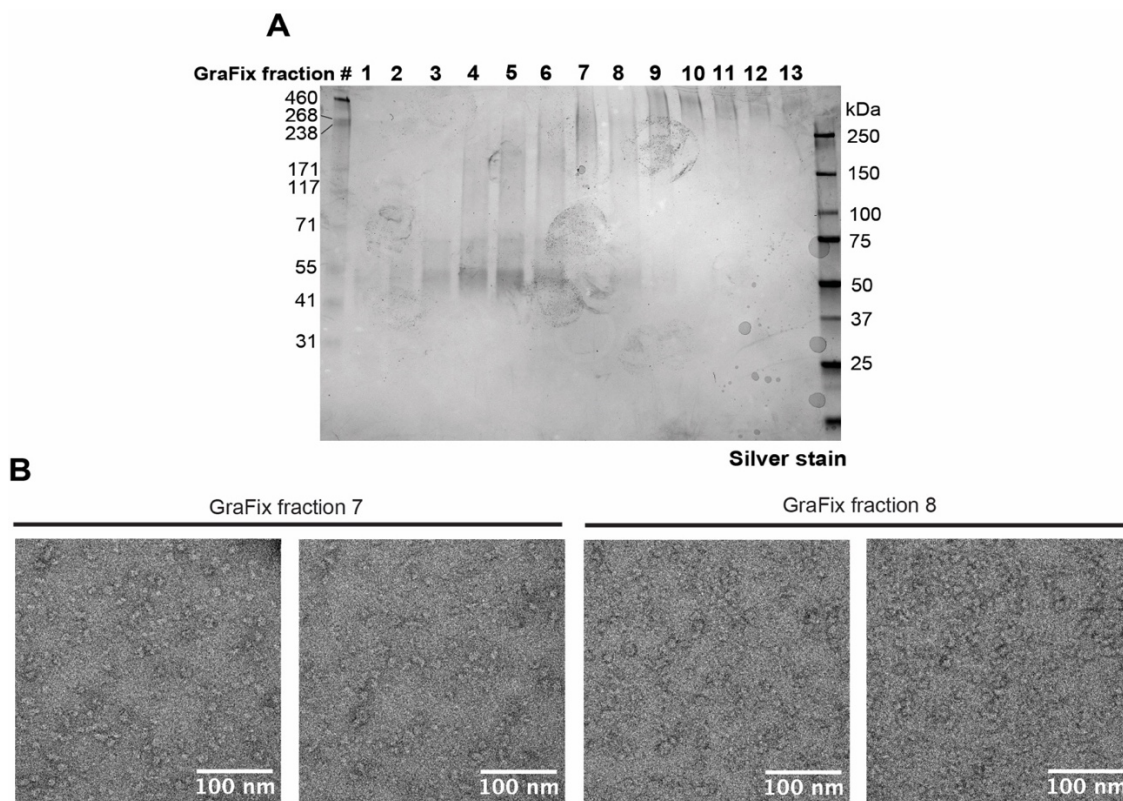 A
GraFix fraction # 1 2 3 4 5 6 7 8 9 10 11 12 13
460
268
238
171
117
71
55
41
31
kDa
250
150
100
75
50
37
25
Silver stain
B
GraFix fraction 7
GraFix fraction 8
100 nm
100 nm
100 nm
100 nm